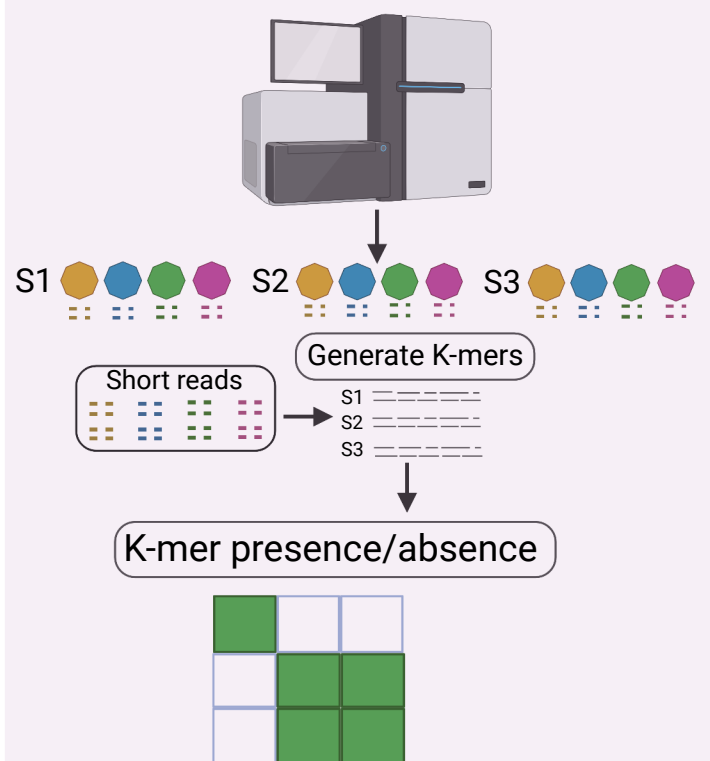 S1
S2
S3
Generate K-mers
Short reads
S1
S2
S3
K-mer presence/absence